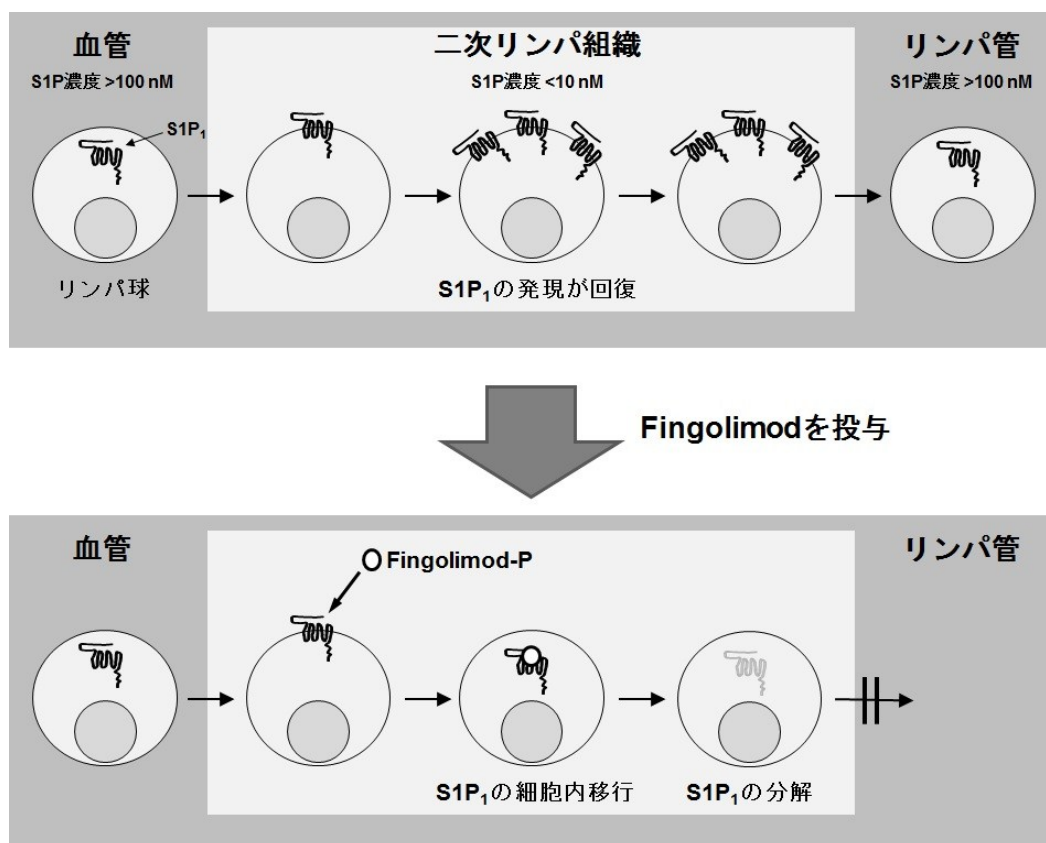 血管
二次リンパ組織
リンパ管
S1P濃度 >100 nM
S1P濃度 <10 nM
S1P濃度 >100 nM
S1P₁
リンパ球
S1P₁の発現が回復
Fingolimodを投与
血管
リンパ管
Fingolimod-P
S1P₁の細胞内移行
S1P₁の分解